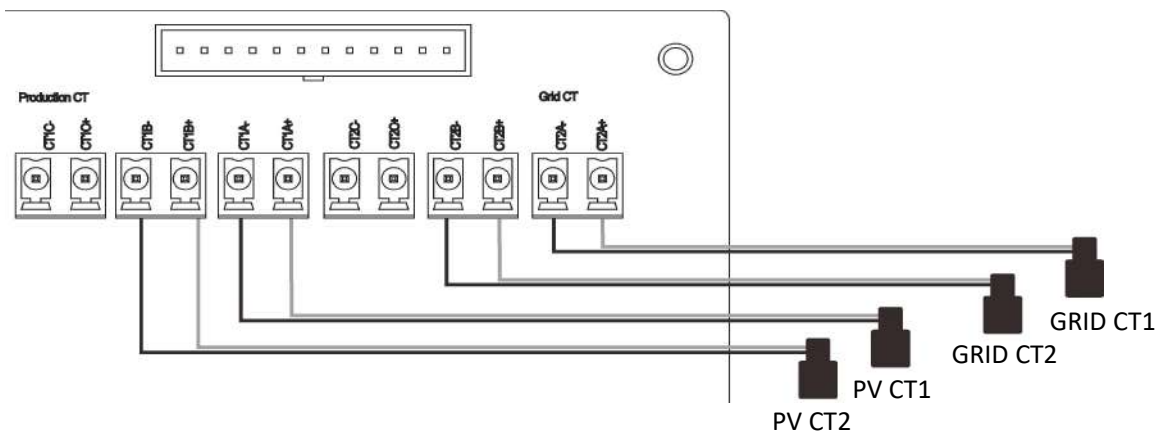 Production CT
Grid CT
CT1C-
CT1C+
CT1B-
CT1B+
CT1A-
CT1A+
CT2C-
CT2C+
CT2B-
CT2B+
CT2A-
CT2A+
GRID CT1
GRID CT2
PV CT1
PV CT2